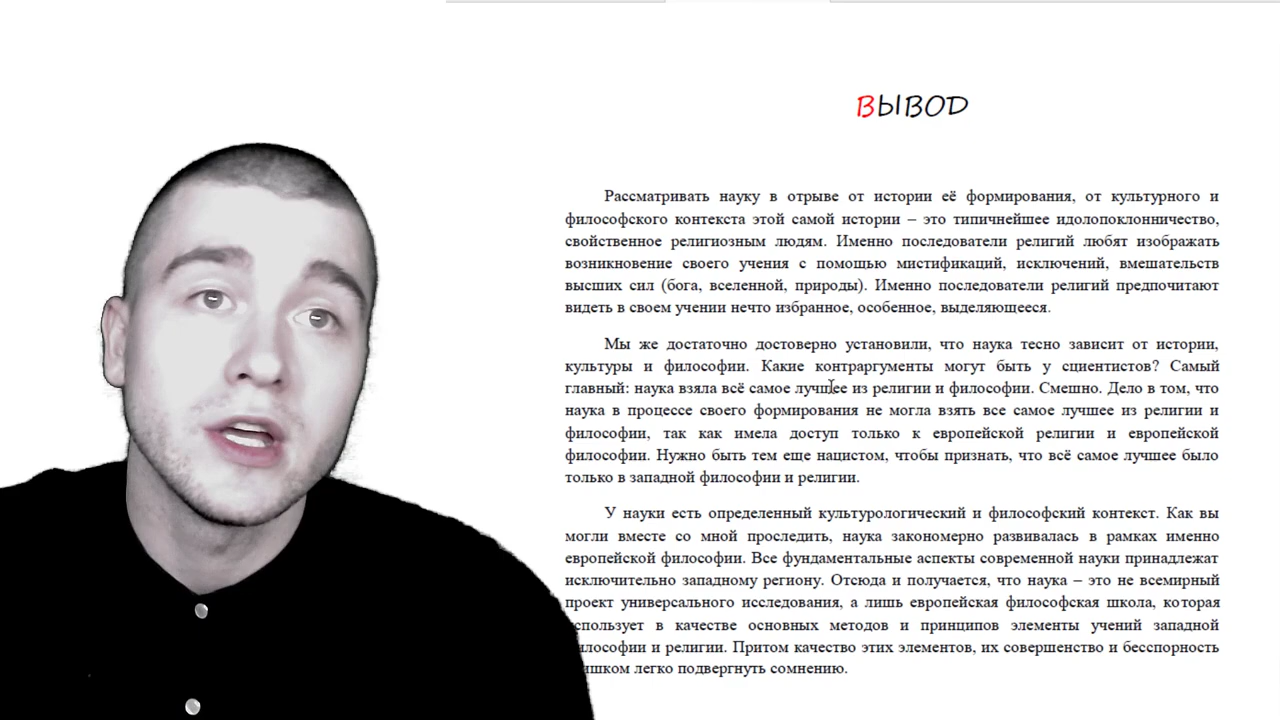 ВЫВОД
Рассматривать науку в отрыве от истории её формирования, от культурного и
философского контекста этой самой истории – это типичнейшее идолопоклонничество,
свойственное религиозным людям. Именно последователи религий любят изображать
возникновение своего учения с помощью мистификаций, исключений, вмешательств
высших сил (бога, вселенной, природы). Именно последователи религий предпочитают
видеть в своем учении нечто избранное, особенное, выделяющееся.
Мы же достаточно достоверно установили, что наука тесно зависит от истории,
культуры и философии. Какие контраргументы могут быть у сциентистов? Самый
главный: наука взяла всё самое лучшее из религии и философии. Смешно. Дело в том, что
наука в процессе своего формирования не могла взять все самое лучшее из религии и
философии, так как имела доступ только к европейской религии и европейской
философии. Нужно быть тем еще нацистом, чтобы признать, что всё самое лучшее было
только в западной философии и религии.
У науки есть определенный культурологический и философский контекст. Как вы
могли вместе со мной проследить, наука закономерно развивалась в рамках именно
европейской философии. Все фундаментальные аспекты современной науки принадлежат
исключительно западному региону. Отсюда и получается, что наука – это не всемирный
проект универсального исследования, а лишь европейская философская школа, которая
использует в качестве основных методов и принципов элементы учений западной
философии и религии. Притом качество этих элементов, их совершенство и бесспорность
слишком легко подвергнуть сомнению.